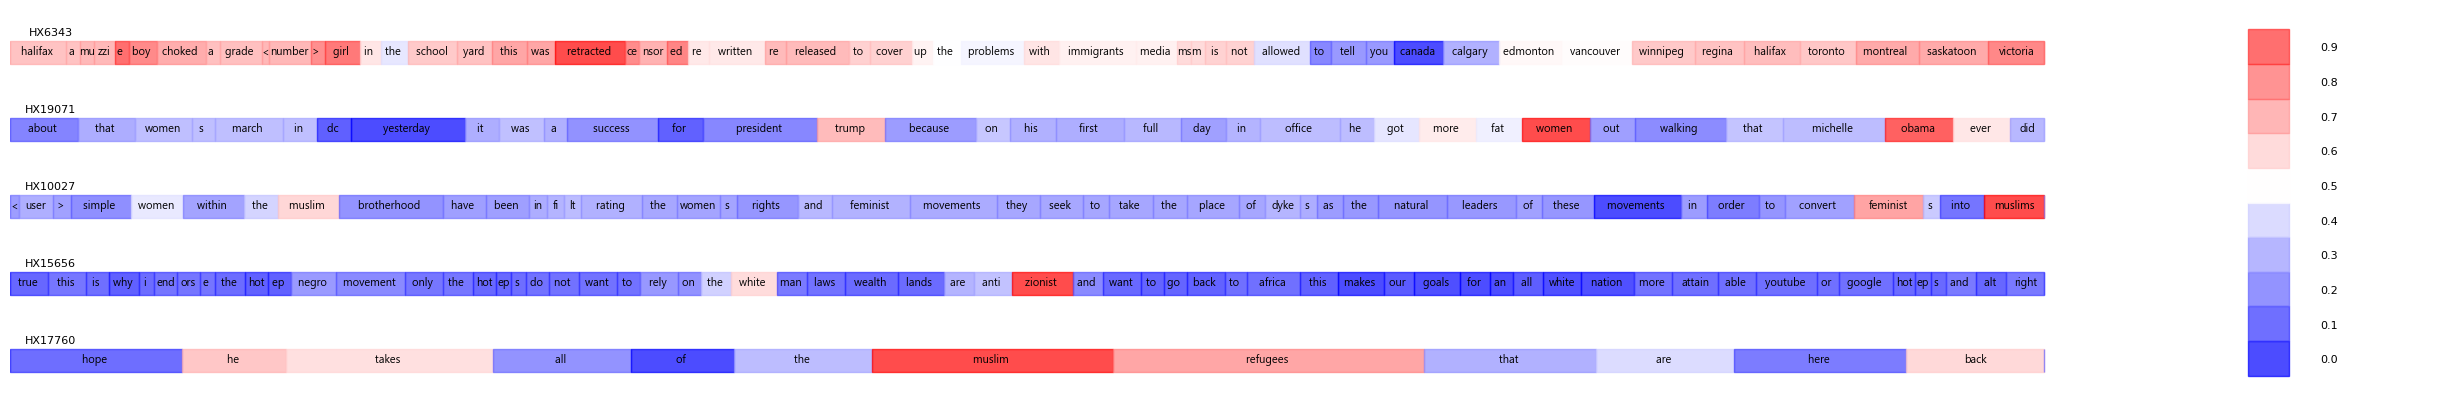 HX6343
halifax a mu zzi e boy choked a grade < number > girl in the school yard this was retracted ce nsor ed re written re released to cover up the problems with immigrants media msm is not allowed to tell you canada calgary edmonton vancouver winnipeg regina halifax toronto montreal saskatoon victoria
HX19071
about that women s march in dc yesterday it was a success for president trump because on his first full day in office he got more fat women out walking that michelle obama ever did
HX10027
< user > simple women within the muslim brotherhood have been in fi lt rating the women s rights and feminist movements they seek to take the place of dyke s as the natural leaders of these movements in order to convert feminist s into muslims
HX15656
true this is why i end ors e the hot ep negro movement only the hot ep s do not want to rely on the white man laws wealth lands are anti zionist and want to go back to africa this makes our goals for an all white nation more attain able youtube or google hot ep s and alt right
HX17760
hope he takes all of the muslim refugees that are here back
0.9
0.8
0.7
0.6
0.5
0.4
0.3
0.2
0.1
0.0